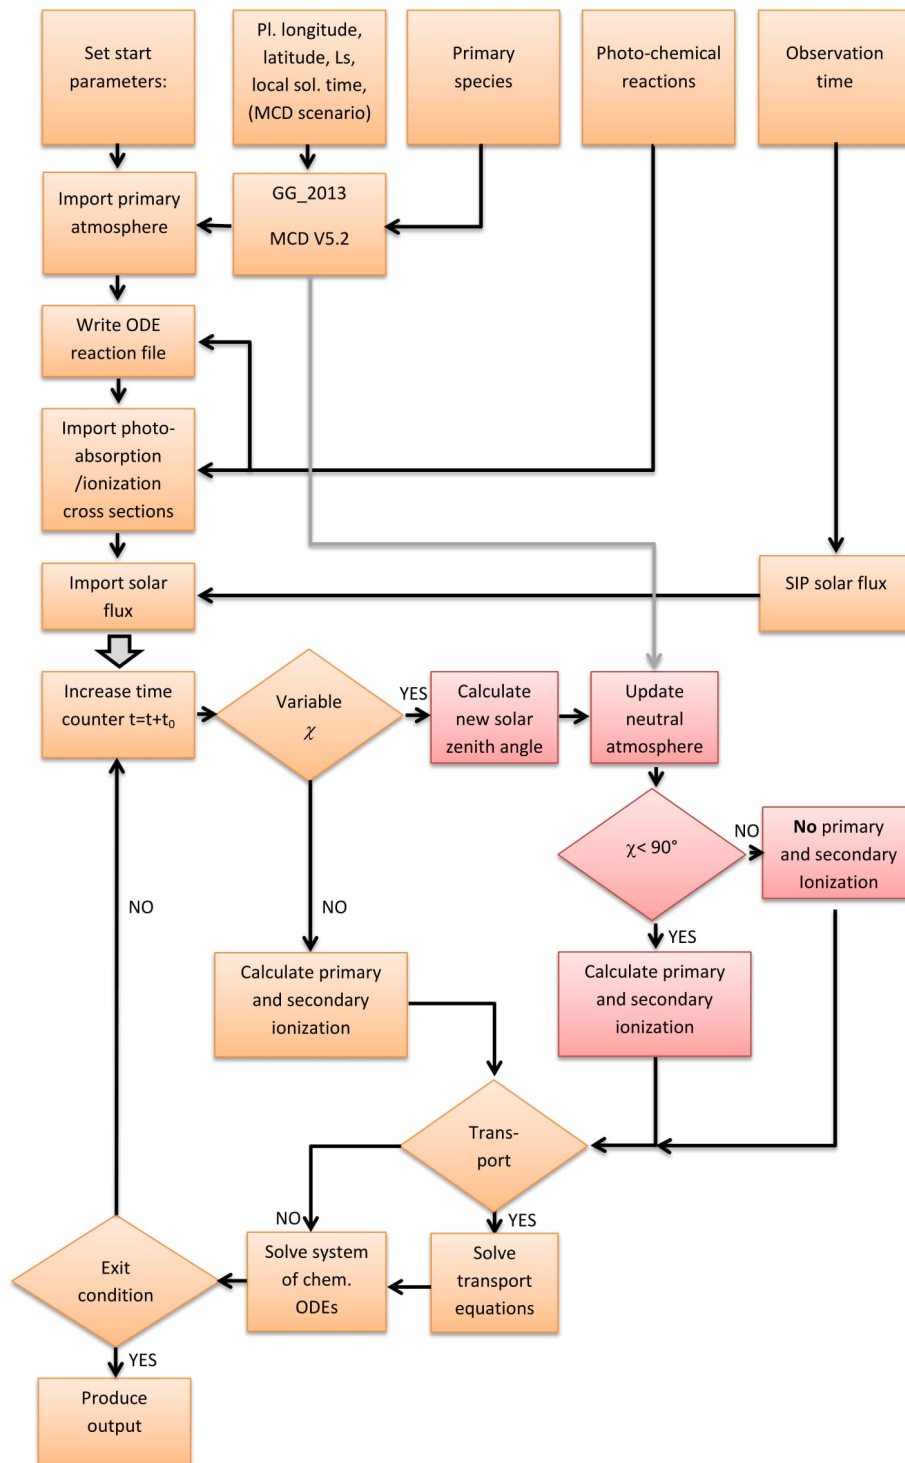 Set start
parameters:
Pl. longitude,
latitude, Ls,
local sol. time,
(MCD scenario)
Primary
species
Photo-chemical
reactions
Observation
time
Import primary
atmosphere
GG_2013
MCD V5.2
Write ODE
reaction file
Import photo-
absorption
/ionization
cross sections
Import solar
flux
SIP solar flux
Increase time
counter t=t+t₀
Variable
χ
YES
Calculate
new solar
zenith angle
Update
neutral
atmosphere
χ< 90°
NO
No primary
and secondary
Ionization
NO
NO
YES
Calculate primary
and secondary
ionization
Calculate primary
and secondary
ionization
Trans-
port
NO
YES
Solve system
of chem.
ODEs
Solve
transport
equations
Exit
condition
YES
Produce
output